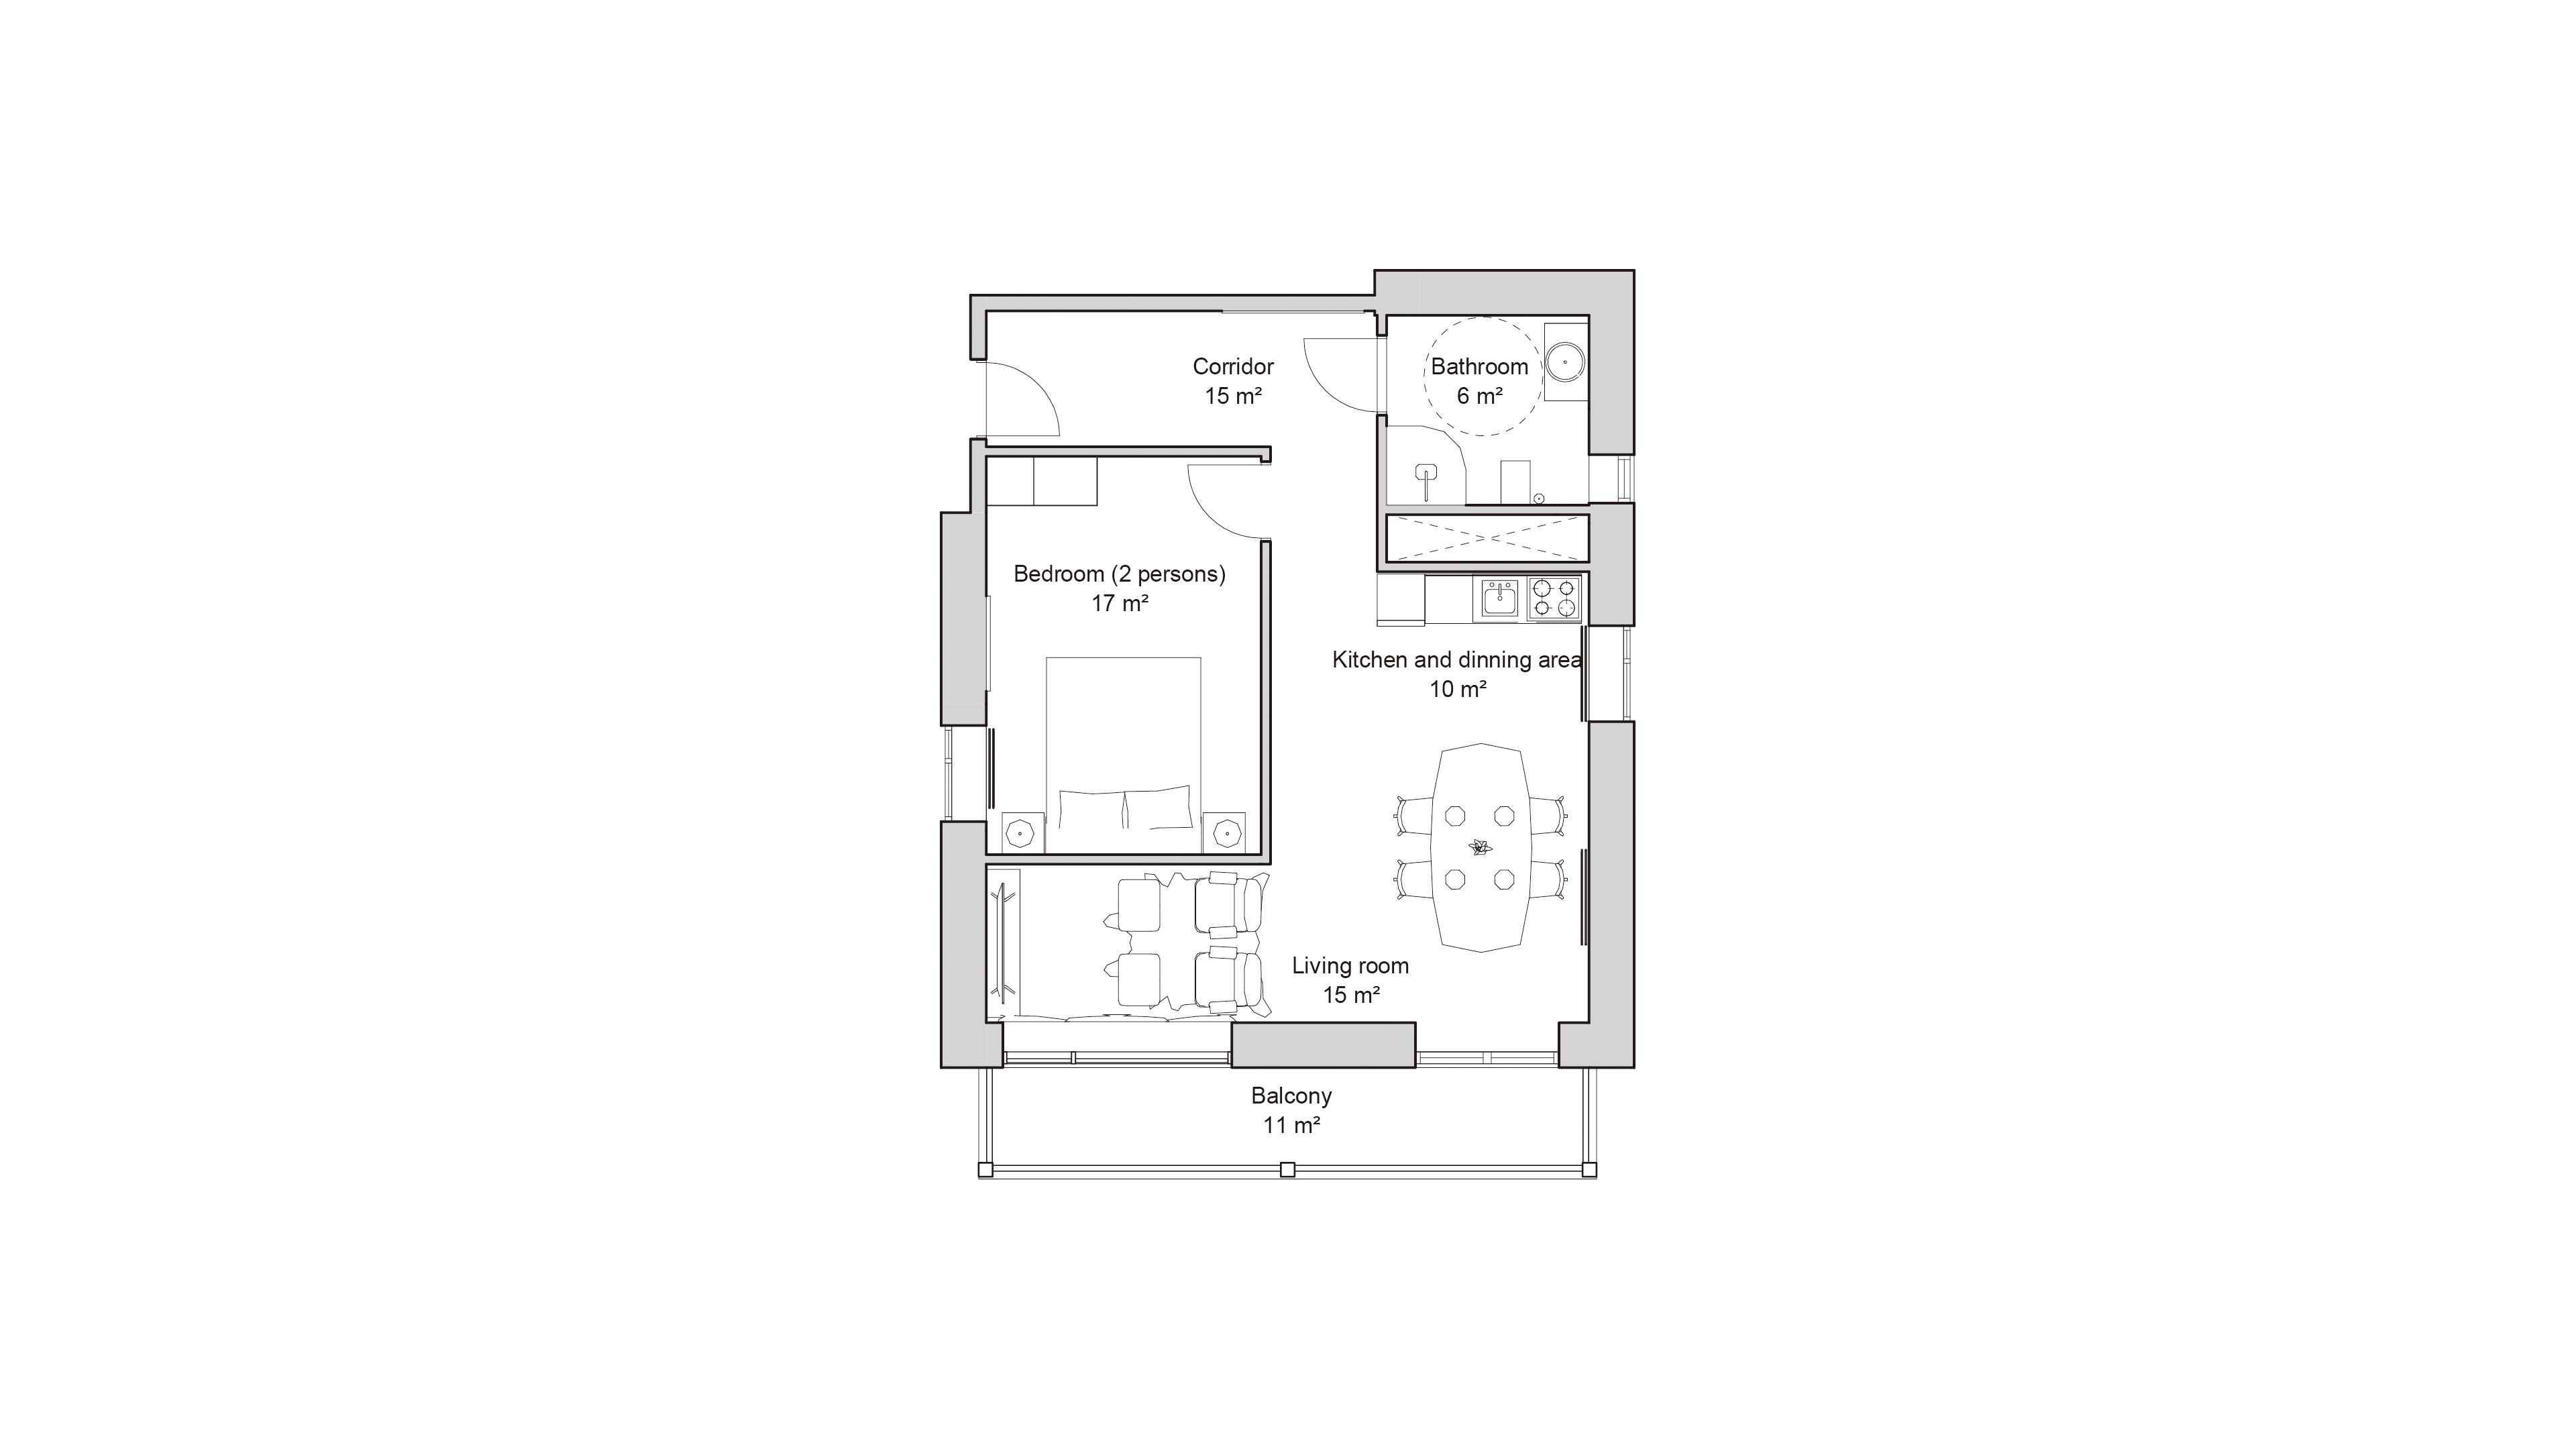 Corridor
15 m²
Bathroom
6 m²
Bedroom (2 persons)
17 m²
Kitchen and dinning area
10 m²
Living room
15 m²
Balcony
11 m²